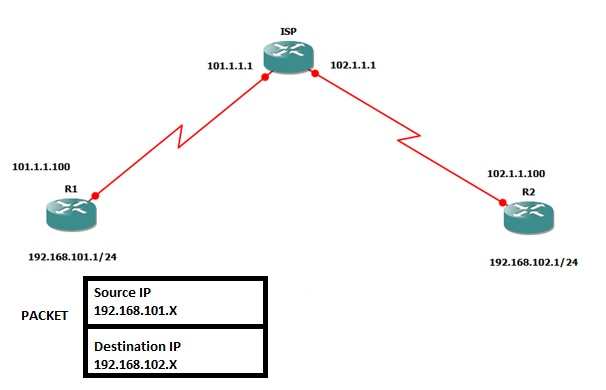 ISP
101.1.1.1
102.1.1.1
101.1.1.100
R1
102.1.1.100
R2
192.168.101.1/24
192.168.102.1/24
PACKET
Source IP
192.168.101.X
Destination IP
192.168.102.X